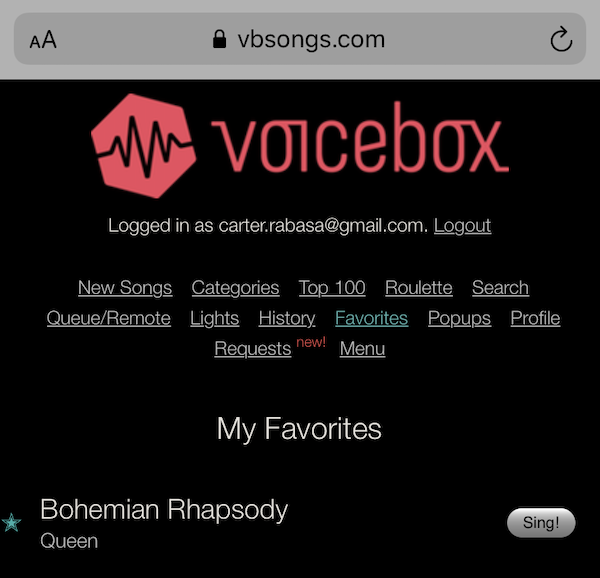 AA vbsongs.com
voicebox
Logged in as carter.rabasa@gmail.com. Logout
New Songs Categories Top 100 Roulette Search
Queue/Remote Lights History Favorites Popups Profile
Requests new! Menu
My Favorites
Bohemian Rhapsody
Sing!
Queen